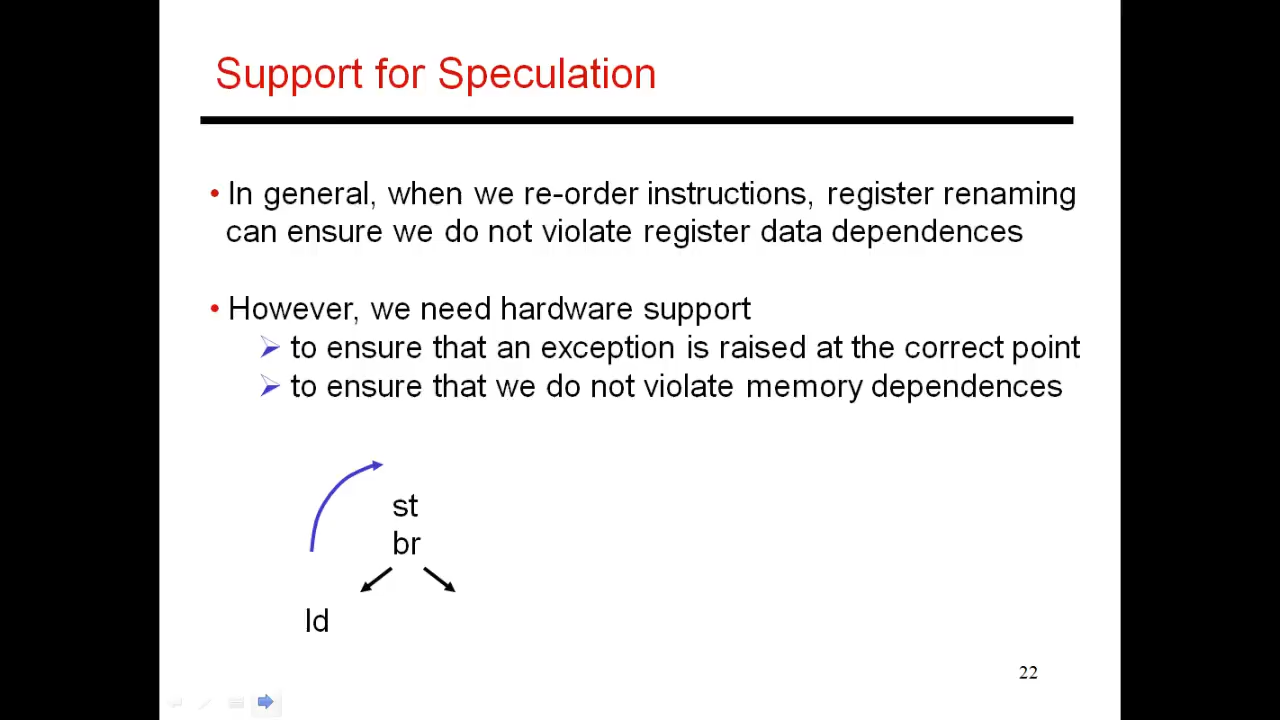 Support for Speculation
• In general, when we re-order instructions, register renaming
can ensure we do not violate register data dependences
• However, we need hardware support
➢ to ensure that an exception is raised at the correct point
➢ to ensure that we do not violate memory dependences
st
br
ld
22